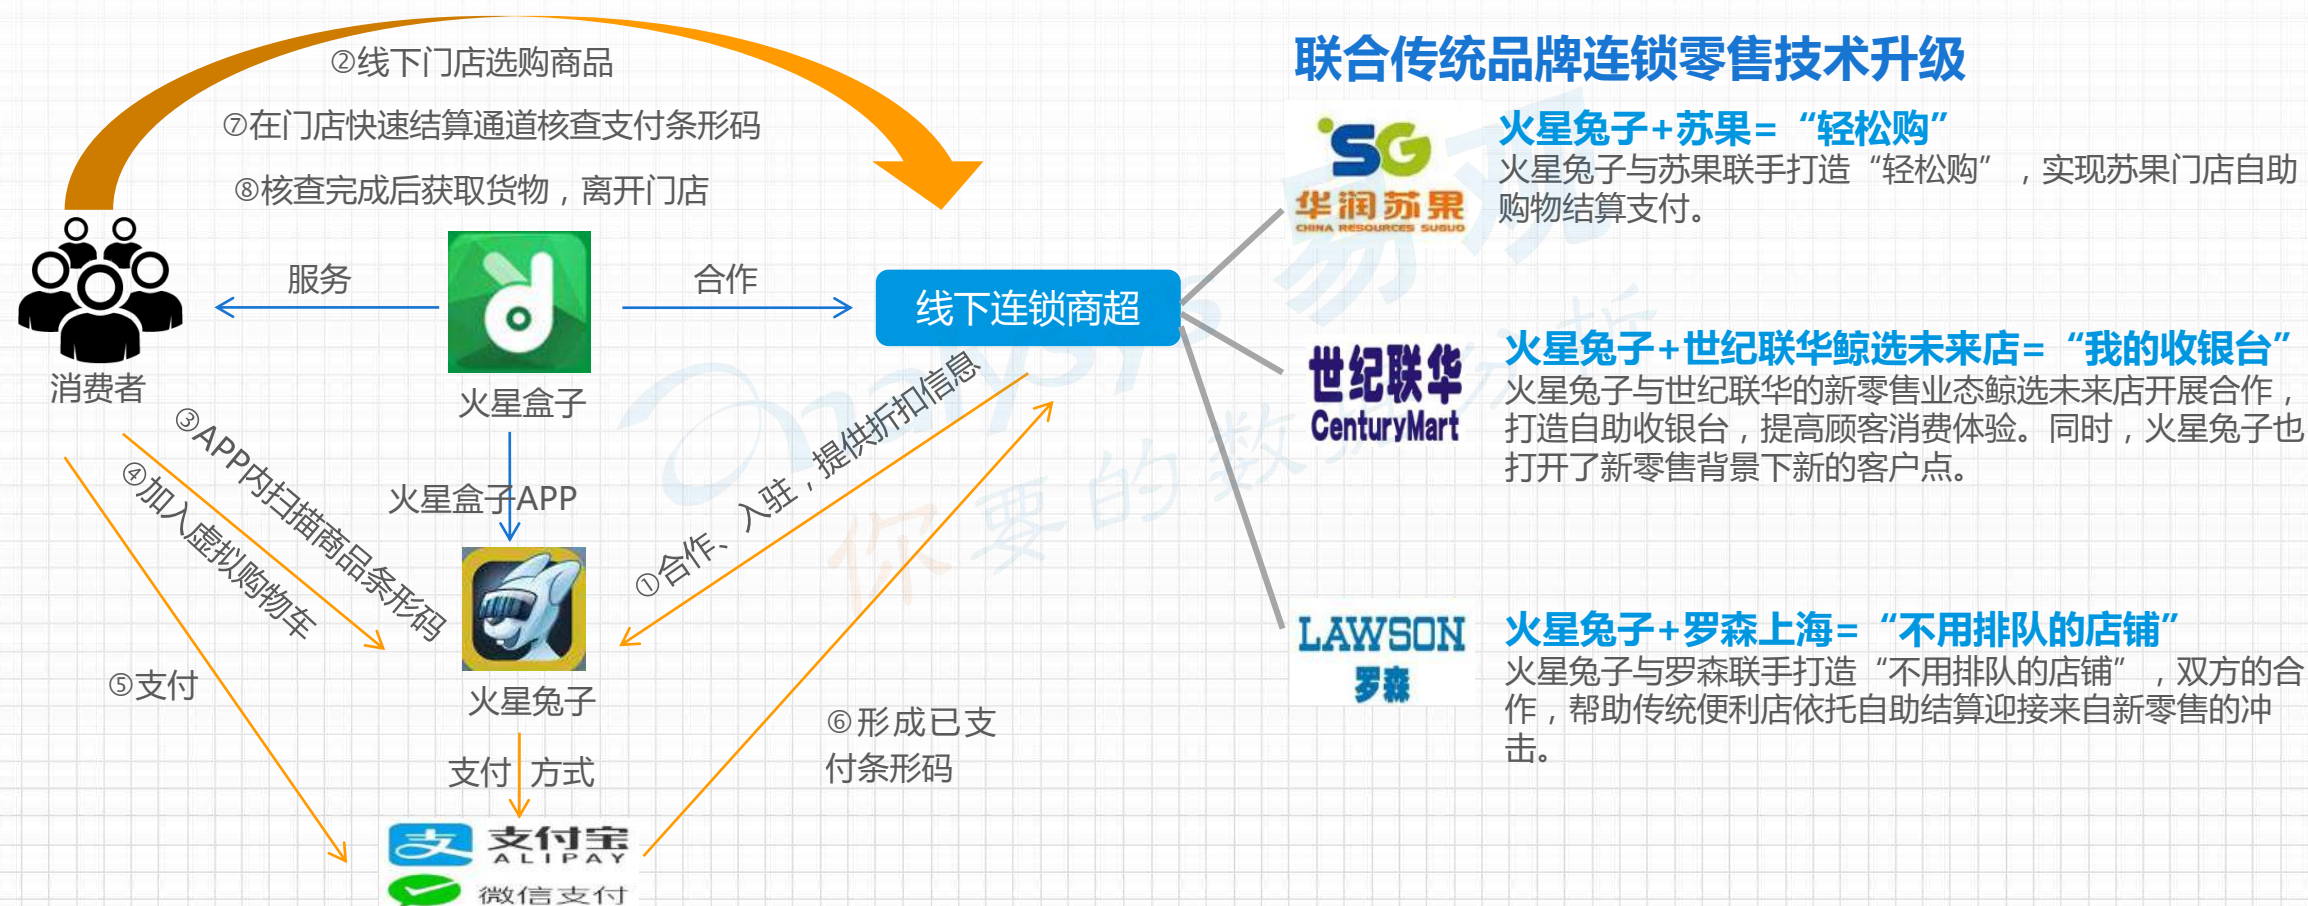 ②线下门店选购商品
⑦在门店快速结算通道核查支付条形码
⑧核查完成后获取货物，离开门店
服务
合作
线下连锁商超
消费者
火星盒子
③APP内扫描商品条形码
④加入虚拟购物车
火星盒子APP
①合作、入驻，提供折扣信息
⑤支付
火星兔子
⑥形成已支
付条形码
支付 方式
支付宝
ALIPAY
微信支付
联合传统品牌连锁零售技术升级
SG
华润苏果
CHINA RESOURCES SUGUO
火星兔子+苏果=“轻松购”
火星兔子与苏果联手打造“轻松购”，实现苏果门店自助
购物结算支付。
世纪联华
CenturyMart
火星兔子+世纪联华鲸选未来店=“我的收银台”
火星兔子与世纪联华的新零售业态鲸选未来店开展合作，
打造自助收银台，提高顾客消费体验。同时，火星兔子也
打开了新零售背景下新的客户点。
LAWSON
罗森
火星兔子+罗森上海=“不用排队的店铺”
火星兔子与罗森联手打造“不用排队的店铺”，双方的合
作，帮助传统便利店依托自助结算迎接来自新零售的冲
击。
易观
你要的数据分析